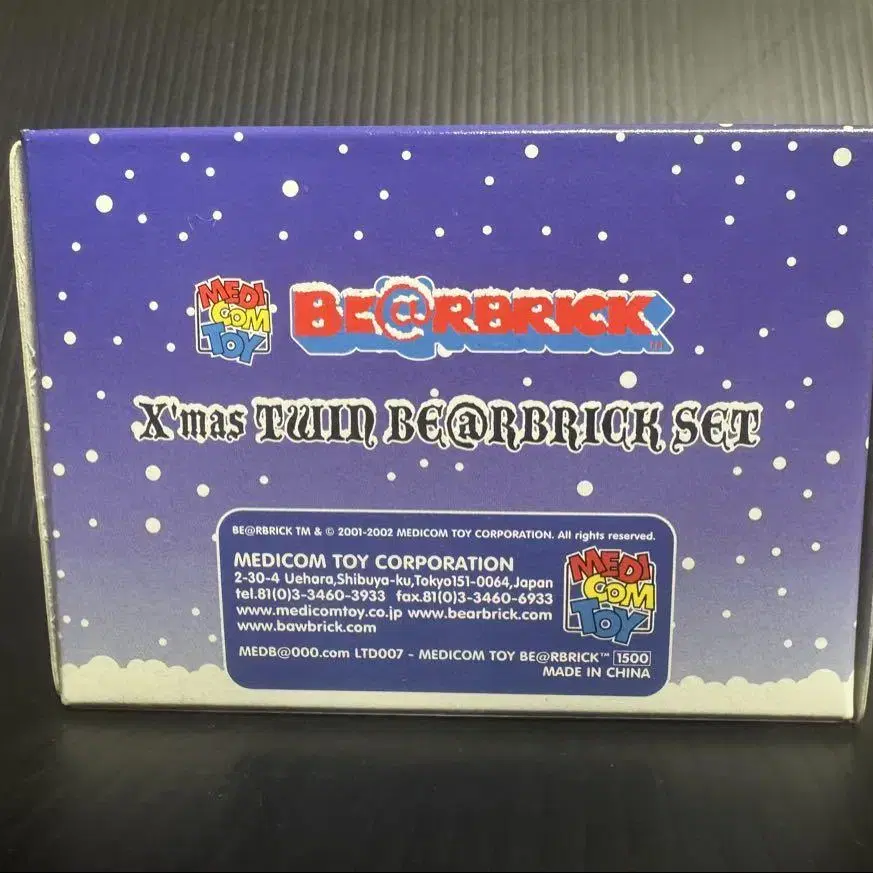 MEDI
COM
TOY
BE@RBRICK
TM
X'mas TWIN BE@RBRICK SET
BE@RBRICK TM & © 2001-2002 MEDICOM TOY CORPORATION. All rights reserved.
MEDICOM TOY CORPORATION
2-30-4 Uehara,Shibuya-ku,Tokyo151-0064,Japan
tel.81(0)3-3460-3933 fax.81(0)3-3460-6933
www.medicomtoy.co.jp www.bearbrick.com
www.bawbrick.com
MEDI
COM
TOY
MEDB@000.com LTD007 - MEDICOM TOY BE@RBRICK™ 1500
MADE IN CHINA